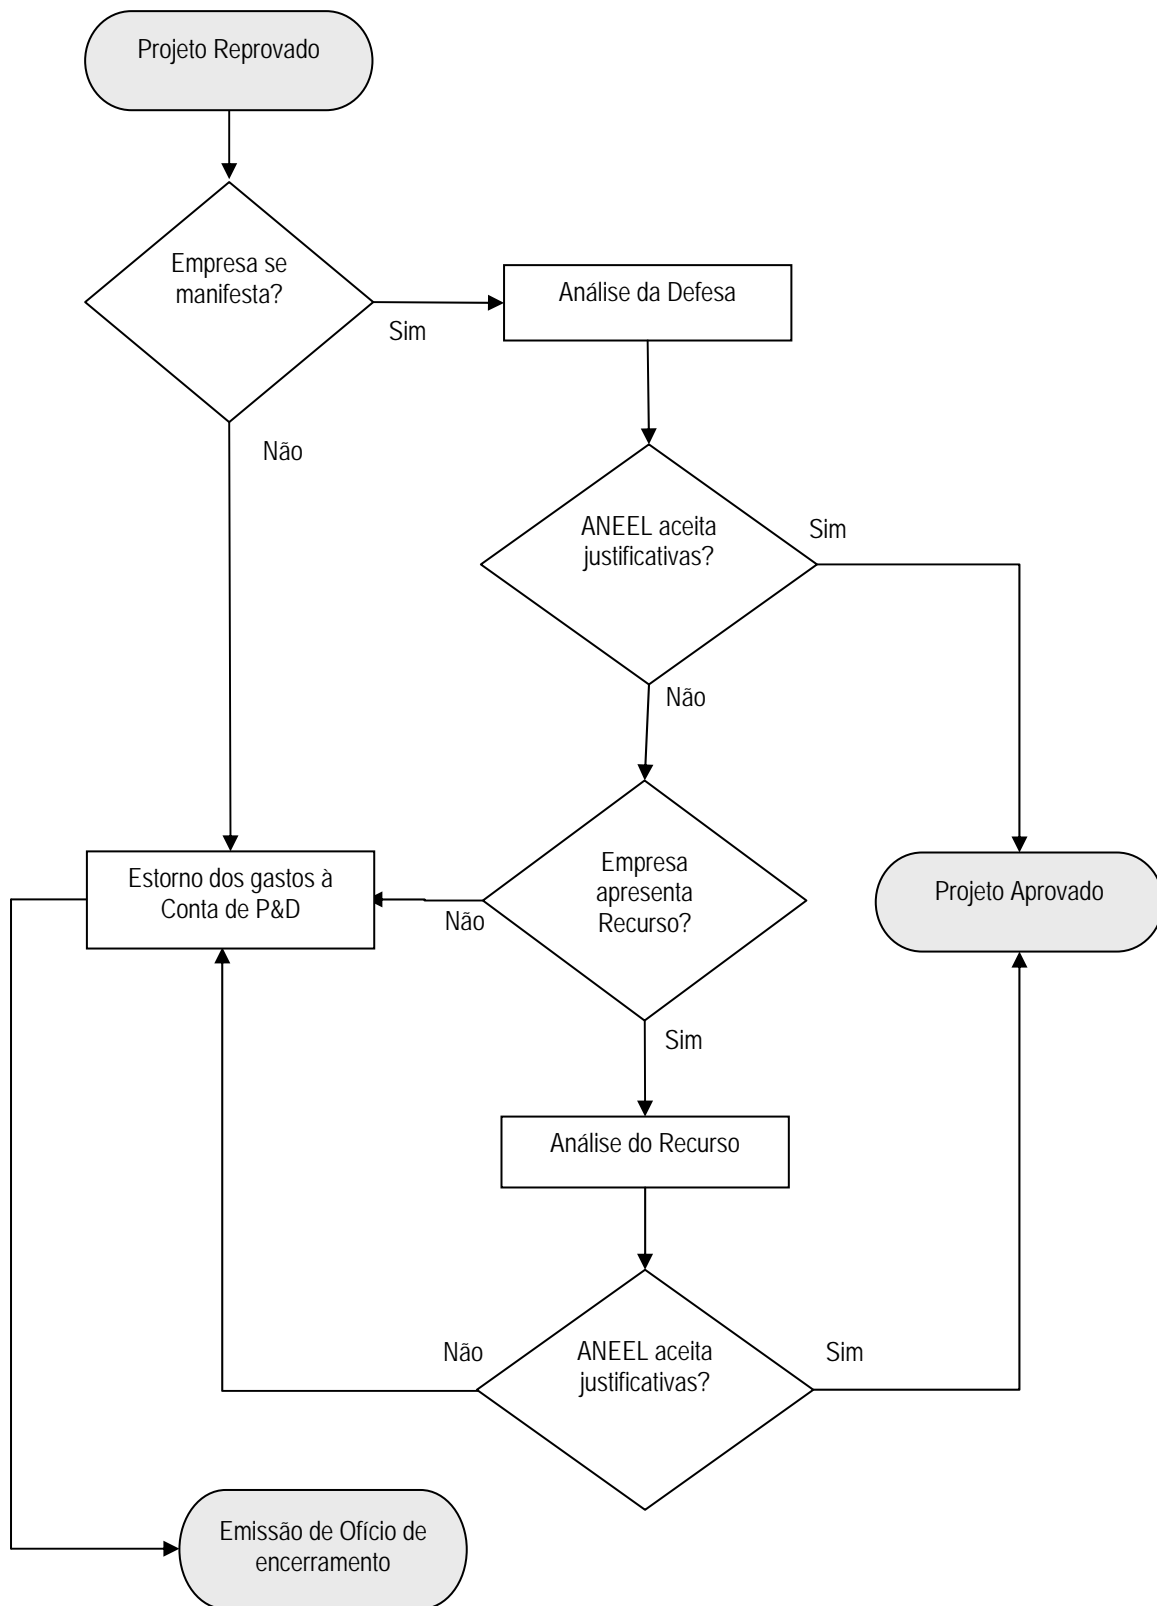 Projeto Reprovado
Empresa se
manifesta?
Sim
Análise da Defesa
Não
ANEEL aceita
justificativas?
Sim
Não
Empresa
apresenta
Recurso?
Não
Estorno dos gastos à
Conta de P&D
Projeto Aprovado
Sim
Análise do Recurso
ANEEL aceita
justificativas?
Não
Sim
Emissão de Ofício de
encerramento